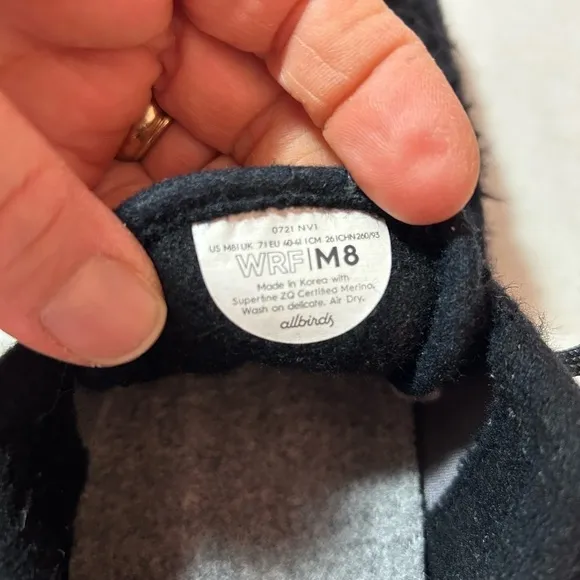 0721 NV1
US M8 | UK 7 | EU 40-41 | CM 26 | CHN 260/93
WRF|M8
Made in Korea with
Superfine ZQ Certified Merino.
Wash on delicate. Air Dry.
allbirds